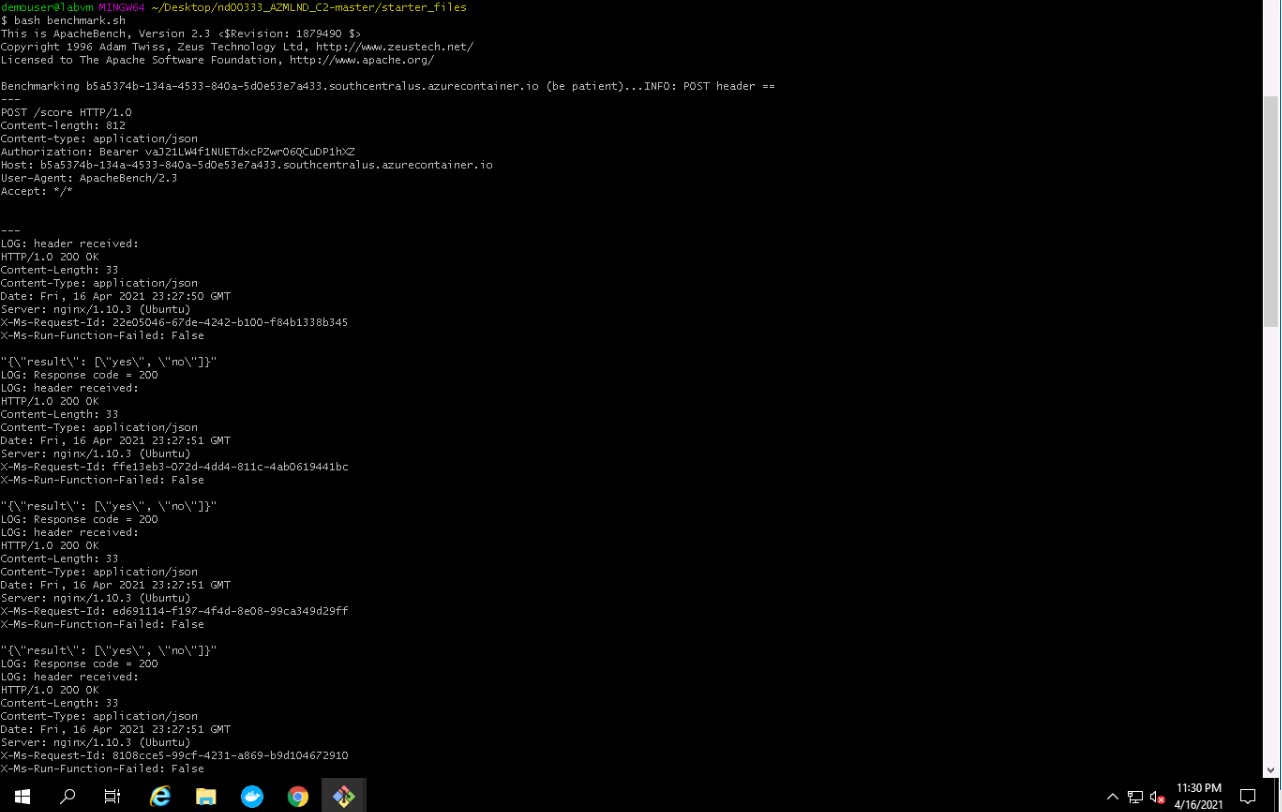 demouser@labvm MINGW64 ~/Desktop/nd00333_AZMLND_C2-master/starter_files
$ bash benchmark.sh
This is ApacheBench, Version 2.3 <$Revision: 1879490 $>
Copyright 1996 Adam Twiss, Zeus Technology Ltd, http://www.zeustech.net/
Licensed to The Apache Software Foundation, http://www.apache.org/

Benchmarking b5a5374b-134a-4533-840a-5d0e53e7a433.southcentralus.azurecontainer.io (be patient)...INFO: POST header ==
---
POST /score HTTP/1.0
Content-length: 812
Content-type: application/json
Authorization: Bearer vaJ21LW4f1NUETdxcPZwrO6QCuDP1hXZ
Host: b5a5374b-134a-4533-840a-5d0e53e7a433.southcentralus.azurecontainer.io
User-Agent: ApacheBench/2.3
Accept: */*

---
LOG: header received:
HTTP/1.0 200 OK
Content-Length: 33
Content-Type: application/json
Date: Fri, 16 Apr 2021 23:27:50 GMT
Server: nginx/1.10.3 (Ubuntu)
X-Ms-Request-Id: 22e05046-67de-4242-b100-f84b1338b345
X-Ms-Run-Function-Failed: False

"{\"result\": [\"yes\", \"no\"]}"
LOG: Response code = 200
LOG: header received:
HTTP/1.0 200 OK
Content-Length: 33
Content-Type: application/json
Date: Fri, 16 Apr 2021 23:27:51 GMT
Server: nginx/1.10.3 (Ubuntu)
X-Ms-Request-Id: ffe13eb3-072d-4dd4-811c-4ab0619441bc
X-Ms-Run-Function-Failed: False

"{\"result\": [\"yes\", \"no\"]}"
LOG: Response code = 200
LOG: header received:
HTTP/1.0 200 OK
Content-Length: 33
Content-Type: application/json
Date: Fri, 16 Apr 2021 23:27:51 GMT
Server: nginx/1.10.3 (Ubuntu)
X-Ms-Request-Id: ed691114-f197-4f4d-8e08-99ca349d29ff
X-Ms-Run-Function-Failed: False

"{\"result\": [\"yes\", \"no\"]}"
LOG: Response code = 200
LOG: header received:
HTTP/1.0 200 OK
Content-Length: 33
Content-Type: application/json
Date: Fri, 16 Apr 2021 23:27:51 GMT
Server: nginx/1.10.3 (Ubuntu)
X-Ms-Request-Id: 8108cce5-99cf-4231-a869-b9d104672910
X-Ms-Run-Function-Failed: False
11:30 PM
4/16/2021